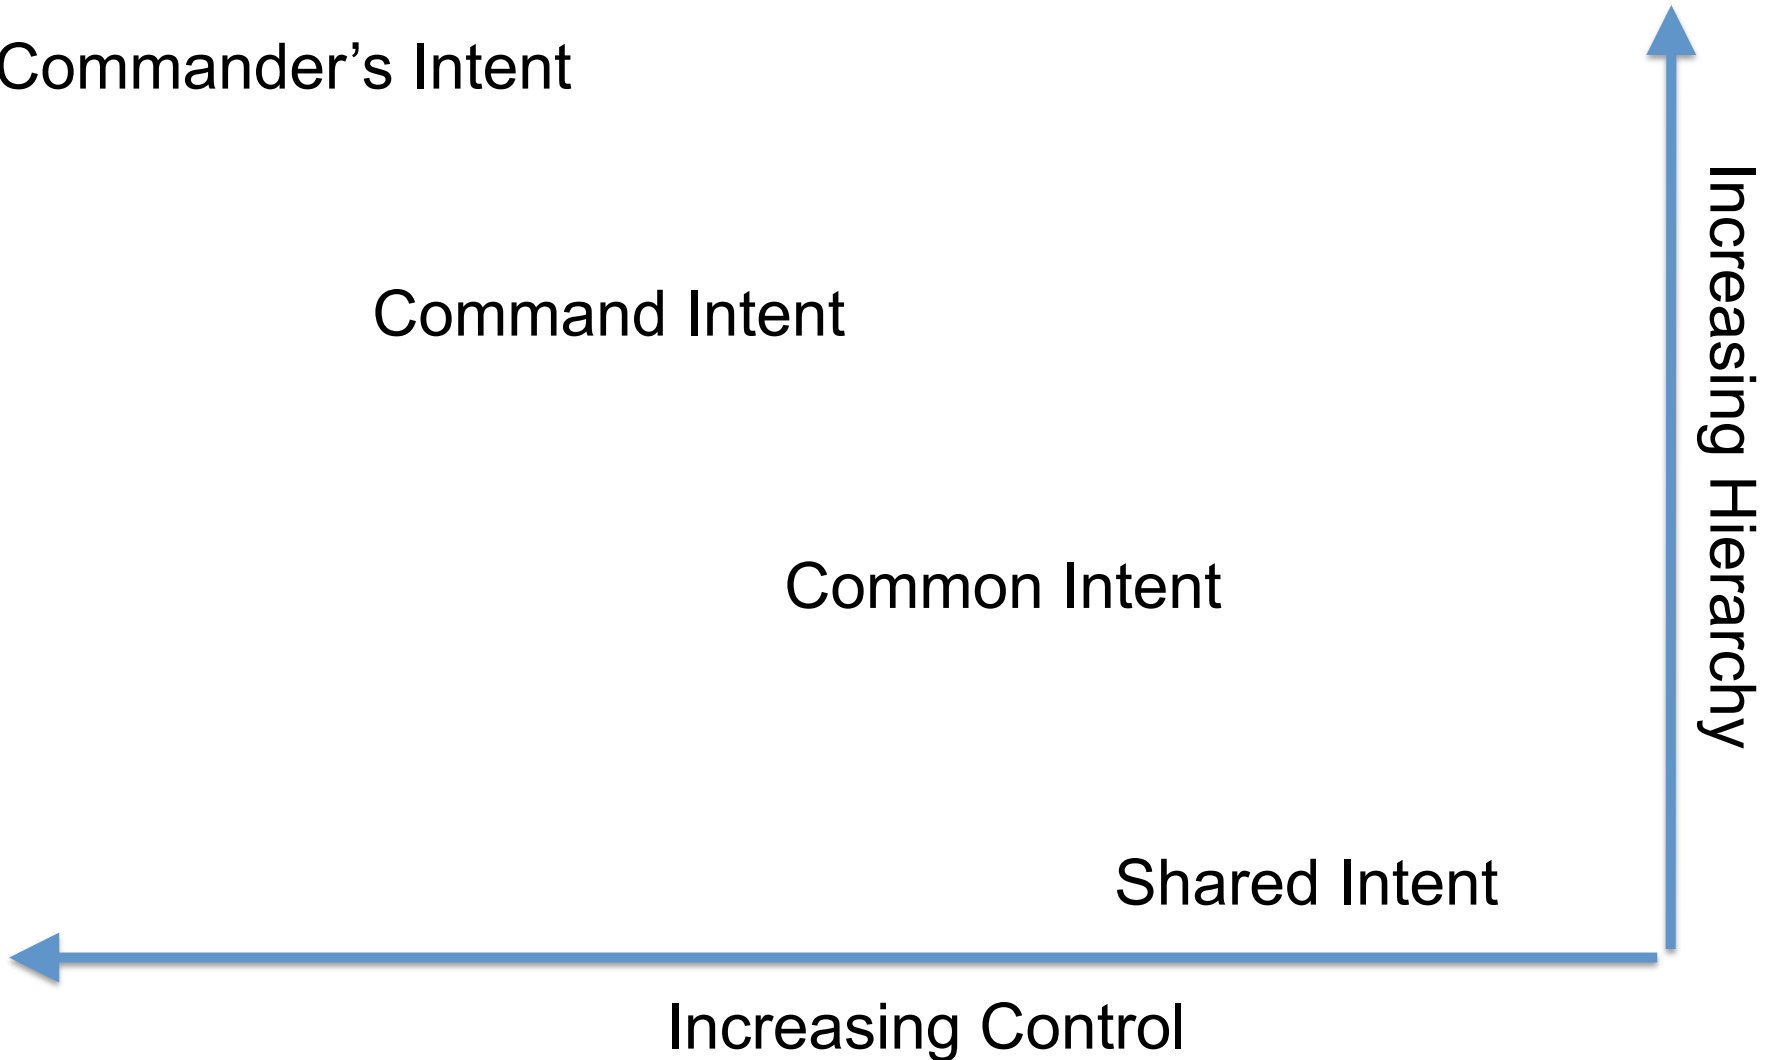 Commander’s Intent
Command Intent
Common Intent
Shared Intent
Increasing Hierarchy
Increasing Control